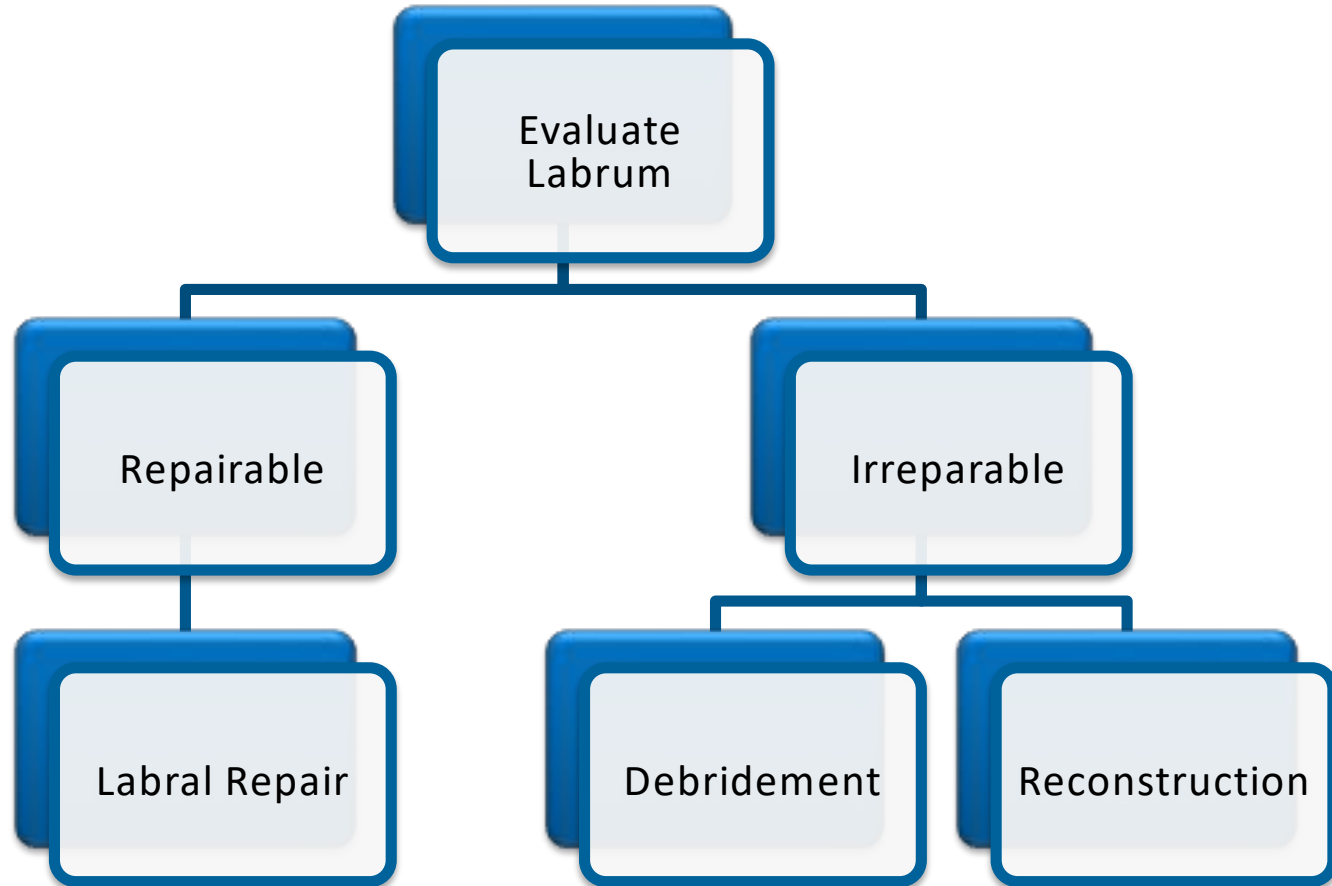 Evaluate
Labrum
Repairable
Irreparable
Labral Repair
Debridement
Reconstruction